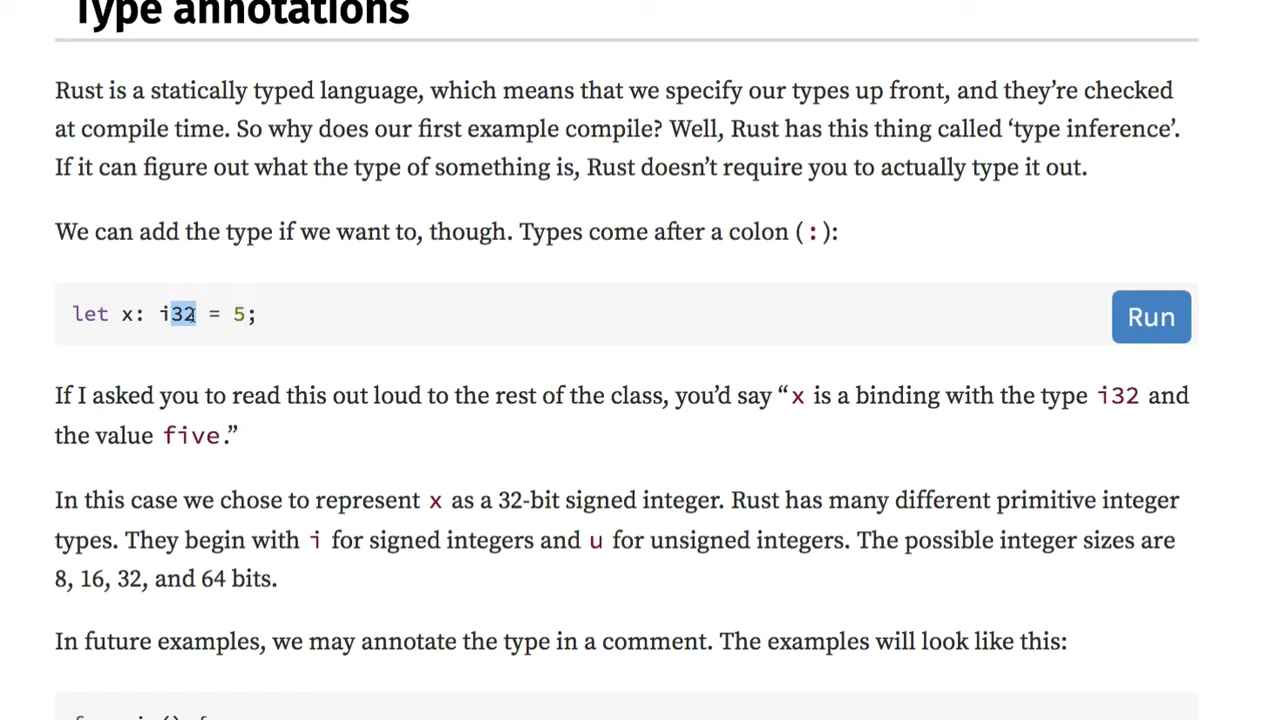 Type annotations
Rust is a statically typed language, which means that we specify our types up front, and they’re checked
at compile time. So why does our first example compile? Well, Rust has this thing called ‘type inference’.
If it can figure out what the type of something is, Rust doesn’t require you to actually type it out.
We can add the type if we want to, though. Types come after a colon (:):
let x: i32 = 5;
Run
If I asked you to read this out loud to the rest of the class, you’d say “x is a binding with the type i32 and
the value five.”
In this case we chose to represent x as a 32-bit signed integer. Rust has many different primitive integer
types. They begin with i for signed integers and u for unsigned integers. The possible integer sizes are
8, 16, 32, and 64 bits.
In future examples, we may annotate the type in a comment. The examples will look like this: